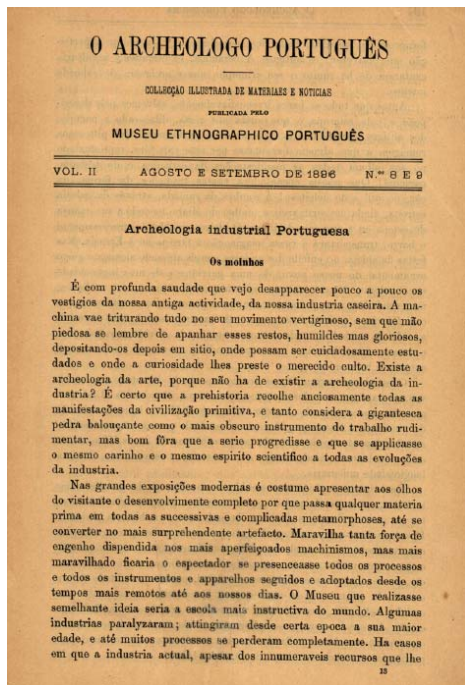 O ARCHEOLOGO PORTUGUÊS
COLLECÇÃO ILLUSTRADA DE MATERIAES E NOTICIAS
PUBLICADA PELO
MUSEU ETHNOGRAPHICO PORTUGUÊS
VOL. II AGOSTO E SETEMBRO DE 1896 N.os 8 E 9
Archeologia industrial Portuguesa
Os moinhos
É com profunda saudade que vejo desapparecer pouco a pouco os
vestigios da nossa antiga actividade, da nossa industria caseira. A ma-
china vae triturando tudo no seu movimento vertiginoso, sem que mão
piedosa se lembre de apanhar esses restos, humildes mas gloriosos,
depositando-os depois em sitio, onde possam ser cuidadosamente estu-
dados e onde a curiosidade lhes preste o merecido culto. Existe a
archeologia da arte, porque não ha de existir a archeologia da in-
dustria? É certo que a prehistoria recolhe anciosamente todas as
manifestações da civilização primitiva, e tanto considera a gigantesca
pedra balouçante como o mais obscuro instrumento do trabalho rudi-
mentar, mas bom fôra que a serio progredisse e que se applicasse
o mesmo carinho e o mesmo espirito scientifico a todas as evoluções
da industria.
Nas grandes exposições modernas é costume apresentar aos olhos
do visitante o desenvolvimento completo por que passa qualquer materia
prima em todas as successivas e complicadas metamorphoses, até se
converter no mais surprehendente artefacto. Maravilha tanta força de
engenho dispendida nos mais aperfeiçoados machinismos, mas mais
maravilhado ficaria o espectador se presenceasse todos os processos
e todos os instrumentos e apparelhos seguidos e adoptados desde os
tempos mais remotos até aos nossos dias. O Museu que realizasse
semelhante ideia seria a escola mais instructiva do mundo. Algumas
industrias paralyzaram; attingiram desde certa epoca a sua maior
edade, e até muitos processos se perderam completamente. Ha casos
em que a industria actual, apesar dos innumeraveis recursos que lhe